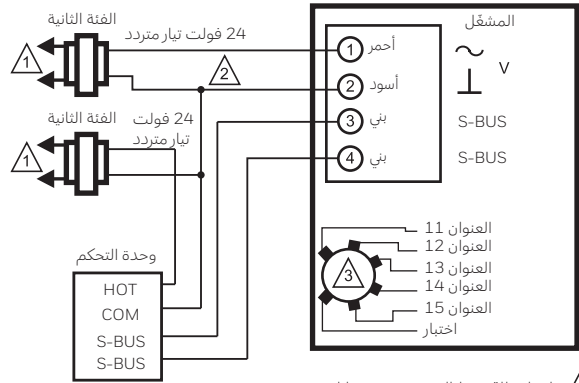 الفئة الثانية
24 فولت تيار متردد
المشغّل
1
1
أحمر
2
2
أسود
V
الفئة الثانية
24 فولت
تيار متردد
1
3
بني
S-BUS
4
بني
S-BUS
وحدة التحكم
HOT
COM
S-BUS
S-BUS
3
العنوان 11
العنوان 12
العنوان 13
العنوان 14
العنوان 15
اختبار